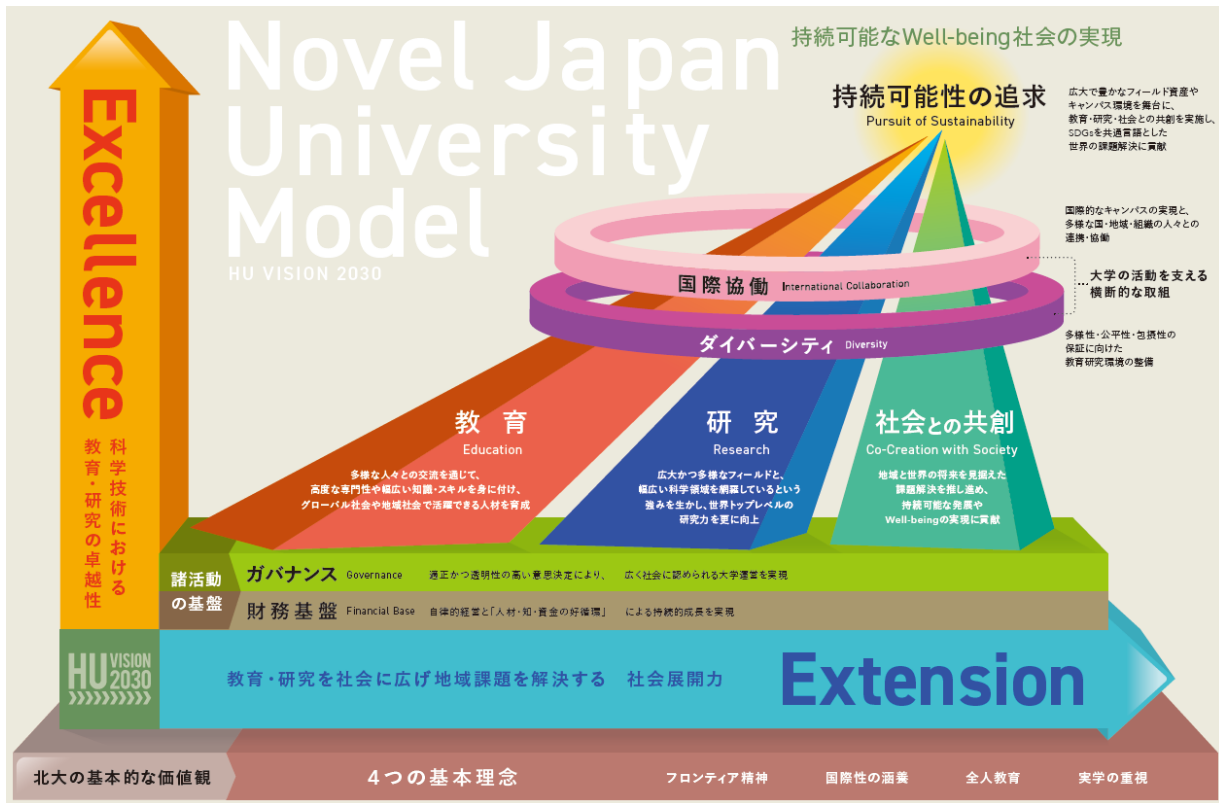 Novel Japan
University
Model
HU VISION 2030
持続可能なWell-being社会の実現
持続可能性の追求
Pursuit of Sustainability
広大で豊かなフィールド資産や
キャンパス環境を舞台に、
教育・研究・社会との共創を実施し、
SDGsを共通言語とした
世界の課題解決に貢献
国際的なキャンパスの実現と、
多様な国・地域・組織の人々との
連携・協働
大学の活動を支える
横断的な取組
多様性・公平性・包摂性の
保証に向けた
教育研究環境の整備
国際協働 International Collaboration
ダイバーシティ Diversity
Excellence
科学技術における
教育・研究の卓越性
教育
Education
多様な人々との交流を通じて、
高度な専門性や幅広い知識・スキルを身に付け、
グローバル社会や地域社会で活躍できる人材を育成
研究
Research
広大かつ多様なフィールドと、
幅広い科学領域を網羅しているという
強みを生かし、世界トップレベルの
研究力を更に向上
社会との共創
Co-Creation with Society
地域と世界の将来を見据えた
課題解決を推し進め、
持続可能な発展や
Well-beingの実現に貢献
諸活動
の基盤
ガバナンス Governance 適正かつ透明性の高い意思決定により、 広く社会に認められる大学運営を実現
財務基盤 Financial Base 自律的経営と「人材・知・資金の好循環」 による持続的成長を実現
HU VISION 2030
教育・研究を社会に広げ地域課題を解決する 社会展開力 Extension
北大の基本的な価値観 4つの基本理念 フロンティア精神 国際性の涵養 全人教育 実学の重視